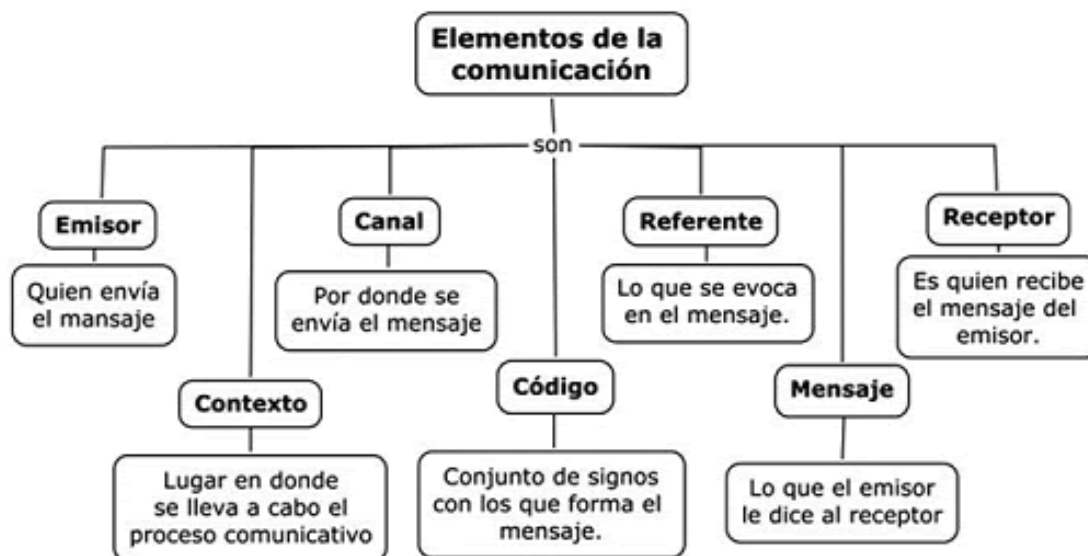 Elementos de la
comunicación
son
Emisor
Quien envía
el mansaje
Canal
Por donde se
envía el mensaje
Referente
Lo que se evoca
en el mensaje.
Receptor
Es quien recibe
el mensaje del
emisor.
Contexto
Lugar en donde
se lleva a cabo el
proceso comunicativo
Código
Conjunto de signos
con los que forma el
mensaje.
Mensaje
Lo que el emisor
le dice al receptor